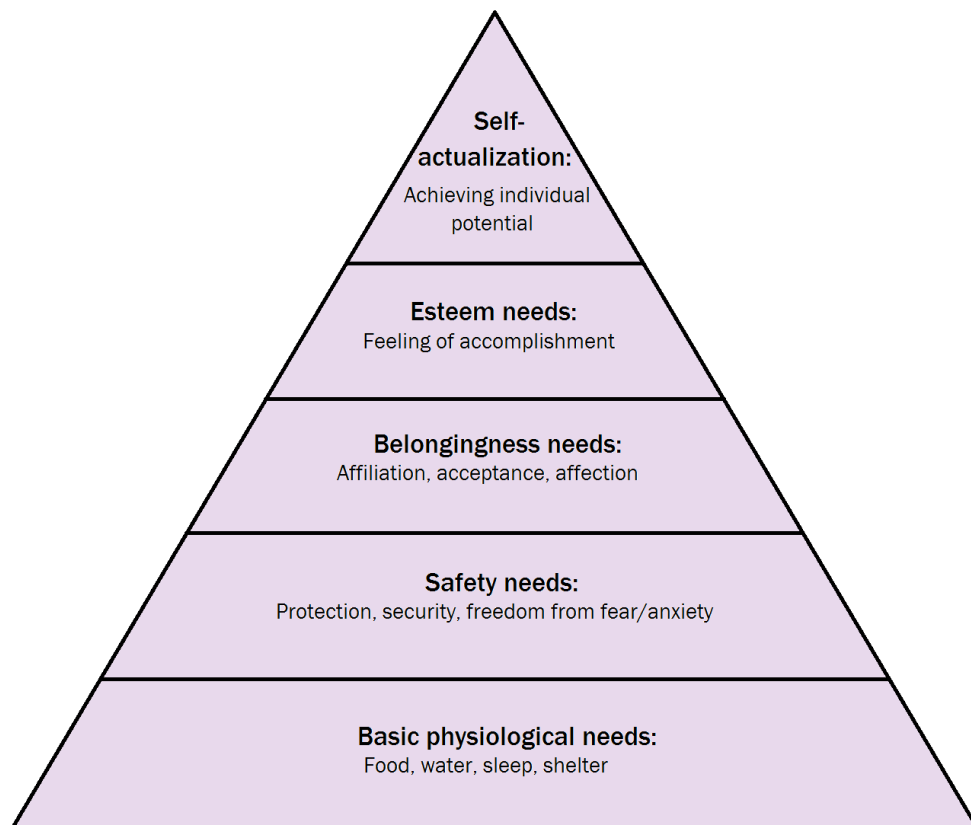 Self-
actualization:
Achieving individual
potential
Esteem needs:
Feeling of accomplishment
Belongingness needs:
Affiliation, acceptance, affection
Safety needs:
Protection, security, freedom from fear/anxiety
Basic physiological needs:
Food, water, sleep, shelter